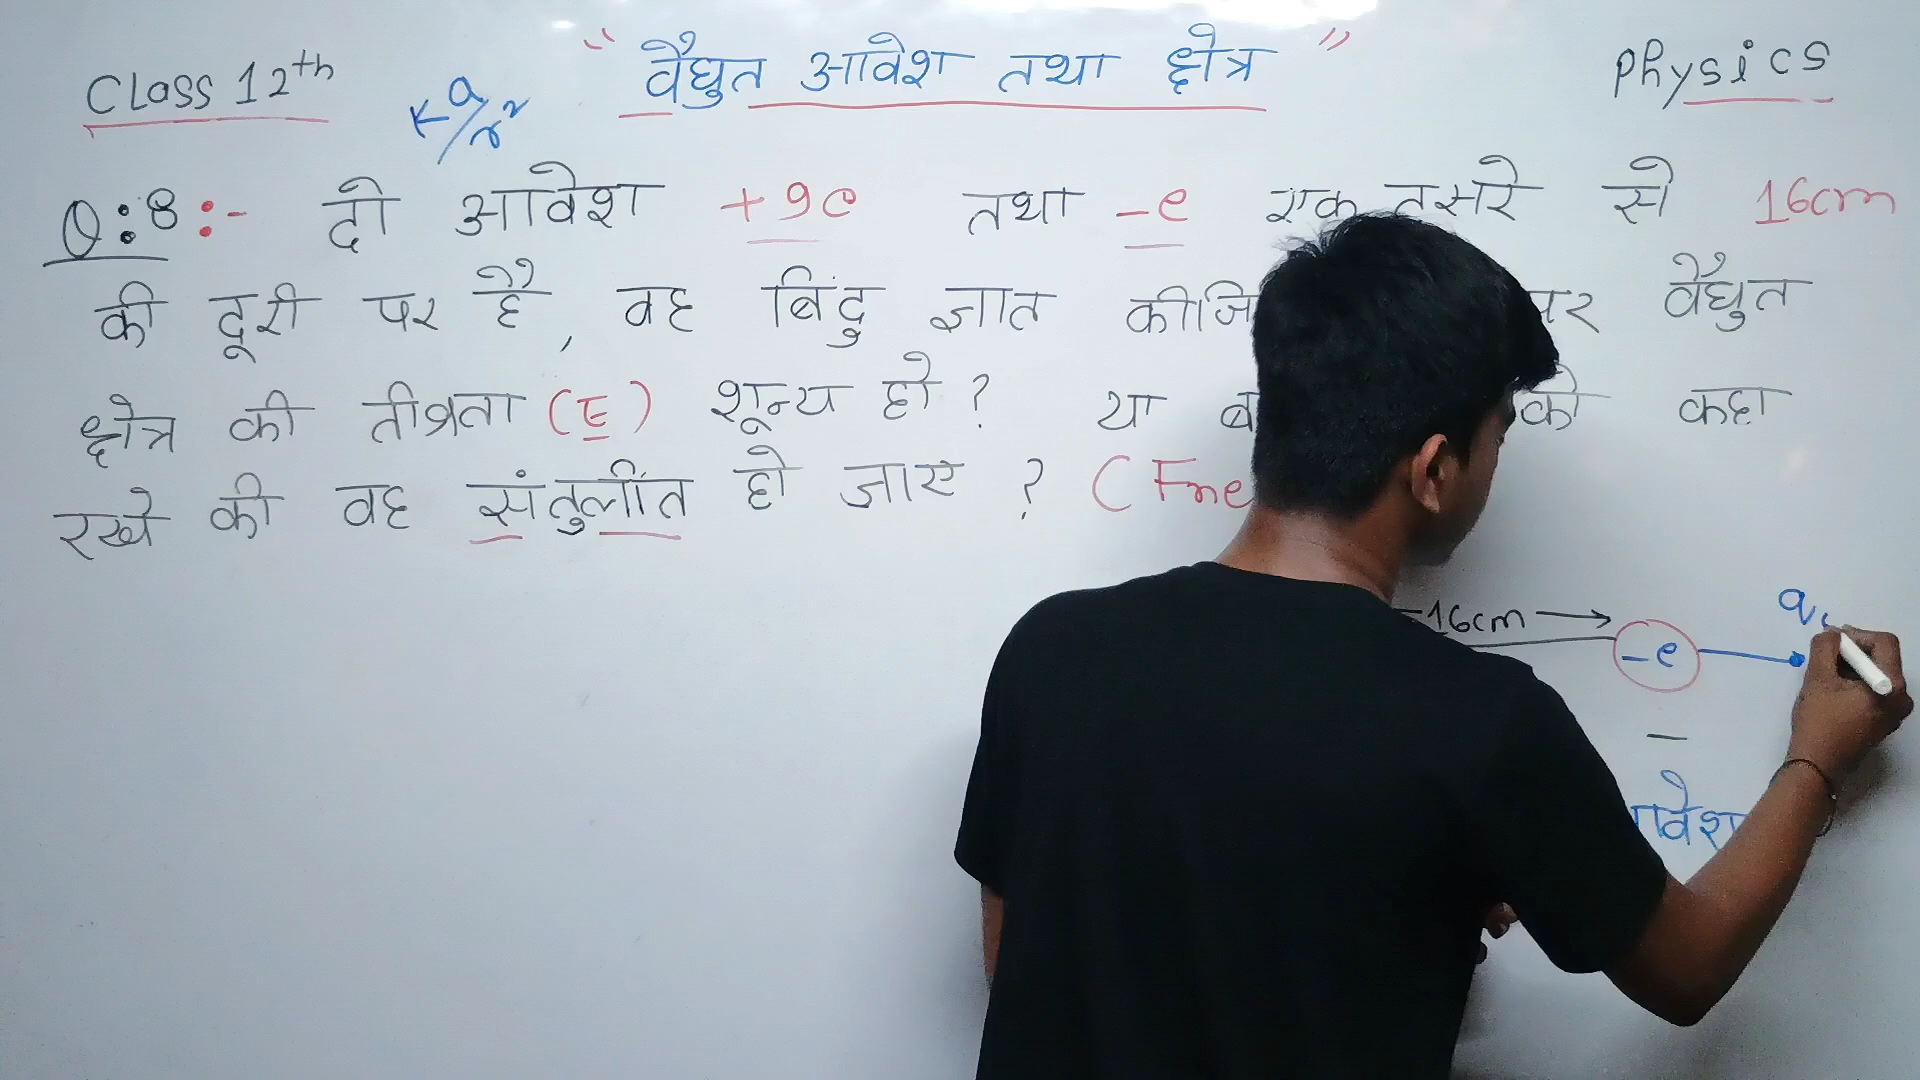 Class 12th "वैद्युत आवेश तथा क्षेत्र" Physics
K q/r²
Q:8:- दो आवेश +9e तथा -e एक दूसरे से 16cm
की दूरी पर है, वह बिंदु ज्ञात पर वैद्युत
क्षेत्र की तीव्रता (E) शून्य हो? या को कहा
रखे की वह संतुलींत हो जाए? (Fne
16cm
-e
-